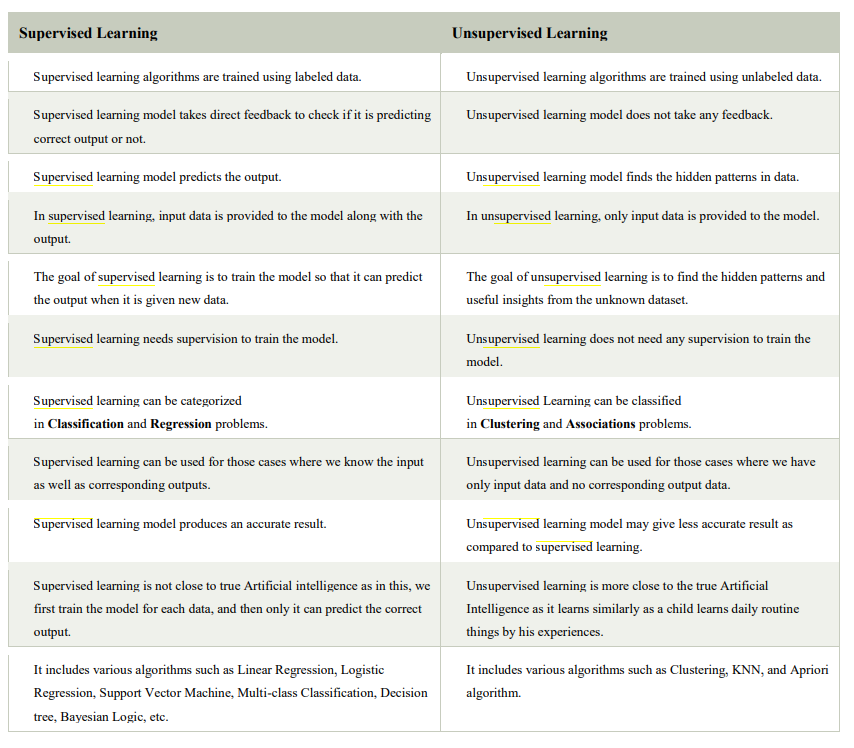 Supervised Learning
Unsupervised Learning
Supervised learning algorithms are trained using labeled data.
Unsupervised learning algorithms are trained using unlabeled data.
Supervised learning model takes direct feedback to check if it is predicting
correct output or not.
Unsupervised learning model does not take any feedback.
Supervised learning model predicts the output.
Unsupervised learning model finds the hidden patterns in data.
In supervised learning, input data is provided to the model along with the
output.
In unsupervised learning, only input data is provided to the model.
The goal of supervised learning is to train the model so that it can predict
the output when it is given new data.
The goal of unsupervised learning is to find the hidden patterns and
useful insights from the unknown dataset.
Supervised learning needs supervision to train the model.
Unsupervised learning does not need any supervision to train the
model.
Supervised learning can be categorized
in Classification and Regression problems.
Unsupervised Learning can be classified
in Clustering and Associations problems.
Supervised learning can be used for those cases where we know the input
as well as corresponding outputs.
Unsupervised learning can be used for those cases where we have
only input data and no corresponding output data.
Supervised learning model produces an accurate result.
Unsupervised learning model may give less accurate result as
compared to supervised learning.
Supervised learning is not close to true Artificial intelligence as in this, we
first train the model for each data, and then only it can predict the correct
output.
Unsupervised learning is more close to the true Artificial
Intelligence as it learns similarly as a child learns daily routine
things by his experiences.
It includes various algorithms such as Linear Regression, Logistic
Regression, Support Vector Machine, Multi-class Classification, Decision
tree, Bayesian Logic, etc.
It includes various algorithms such as Clustering, KNN, and Apriori
algorithm.